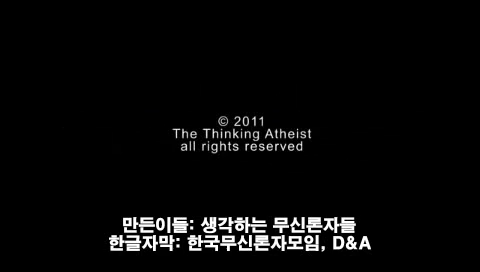 © 2011
The Thinking Atheist
all rights reserved
만든이들: 생각하는 무신론자들
한글자막: 한국무신론자모임, D&A